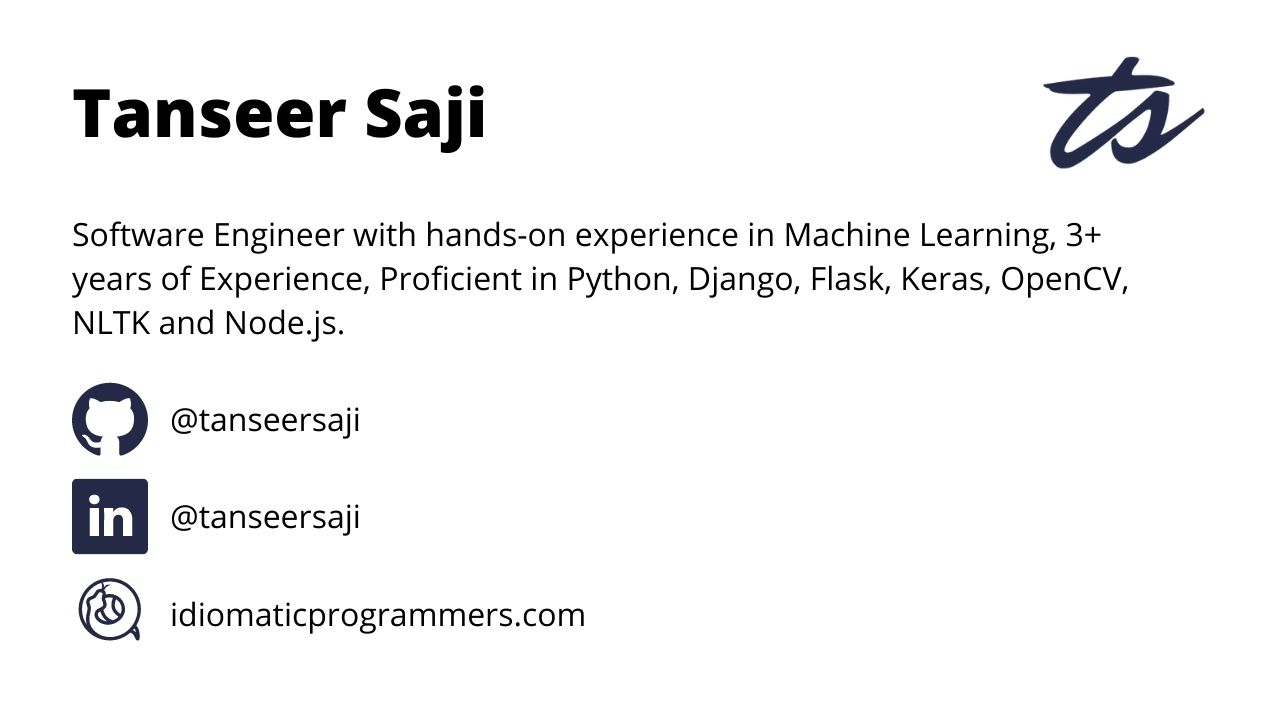 Tanseer Saji
ts
Software Engineer with hands-on experience in Machine Learning, 3+
years of Experience, Proficient in Python, Django, Flask, Keras, OpenCV,
NLTK and Node.js.
@tanseersaji
in
@tanseersaji
idiomaticprogrammers.com